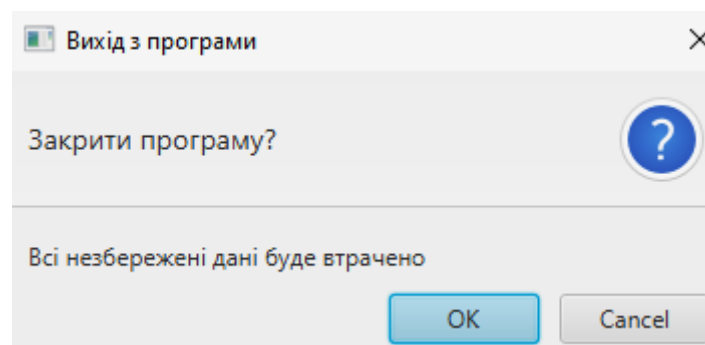 Вихід з програми
Закрити програму?
?
Всі незбережені дані буде втрачено
OK Cancel